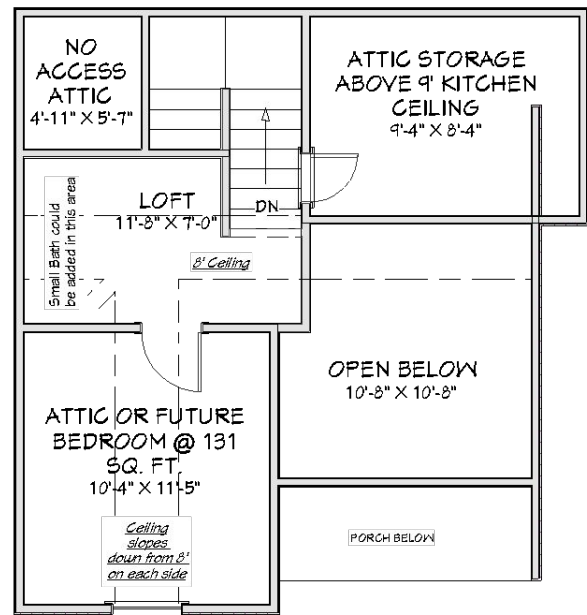 NO
ACCESS
ATTIC
4'-11" X 5'-7"
ATTIC STORAGE
ABOVE 9' KITCHEN
CEILING
9'-4" X 8'-4"
LOFT
11'-8" X 7'-0"
DN
Small Bath could
be added in this area
8' Ceiling
OPEN BELOW
10'-8" X 10'-8"
ATTIC OR FUTURE
BEDROOM @ 131
SQ. FT.
10'-4" X 11'-5"
Ceiling
slopes
down from 8'
on each side
PORCH BELOW